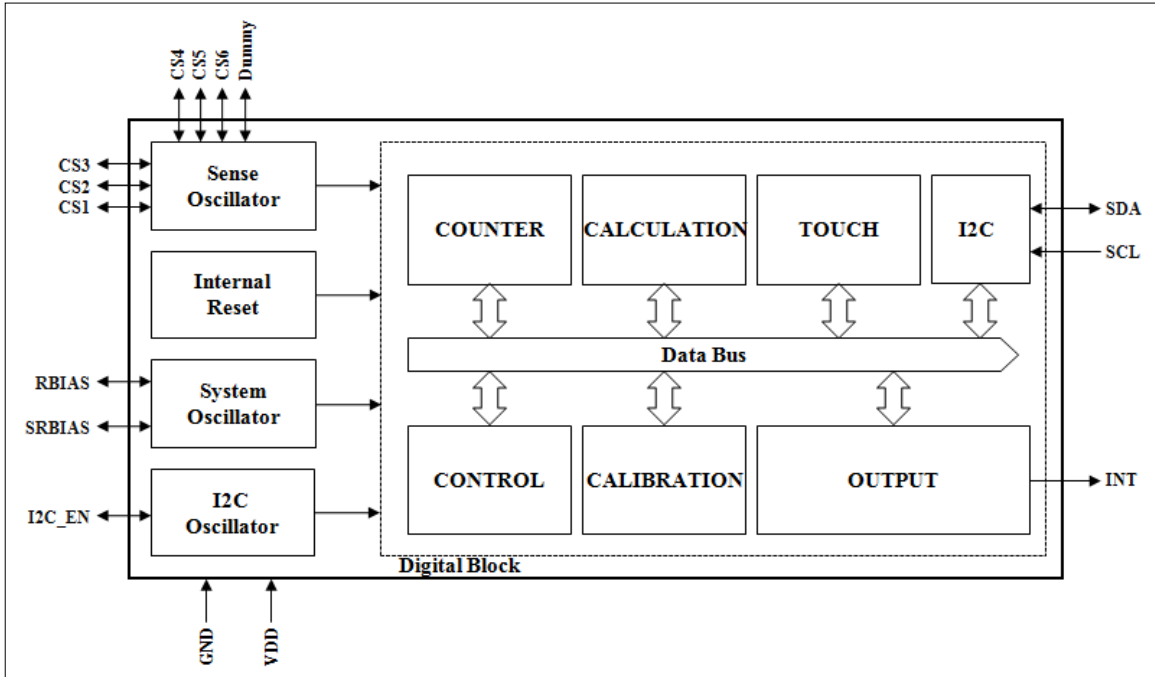 CS4
CS5
CS6
Dummy
CS3
CS2
CS1
Sense
Oscillator
COUNTER
CALCULATION
TOUCH
I2C
SDA
SCL
Internal
Reset
Data Bus
RBIAS
SRBIAS
System
Oscillator
I2C_EN
I2C
Oscillator
CONTROL
CALIBRATION
OUTPUT
INT
Digital Block
GND
VDD